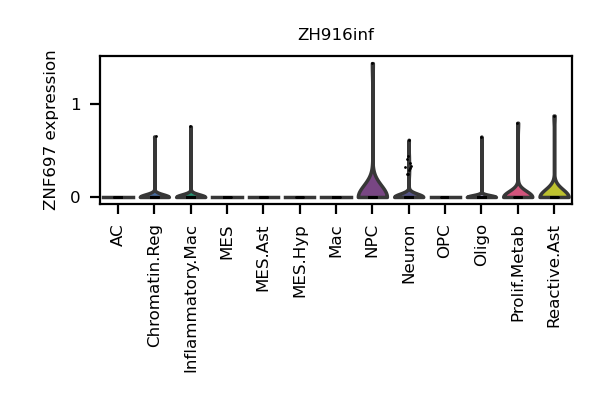 ZH916inf
ZNF697 expression
1
0
AC
Chromatin.Reg
Inflammatory.Mac
MES
MES.Ast
MES.Hyp
Mac
NPC
Neuron
OPC
Oligo
Prolif.Metab
Reactive.Ast